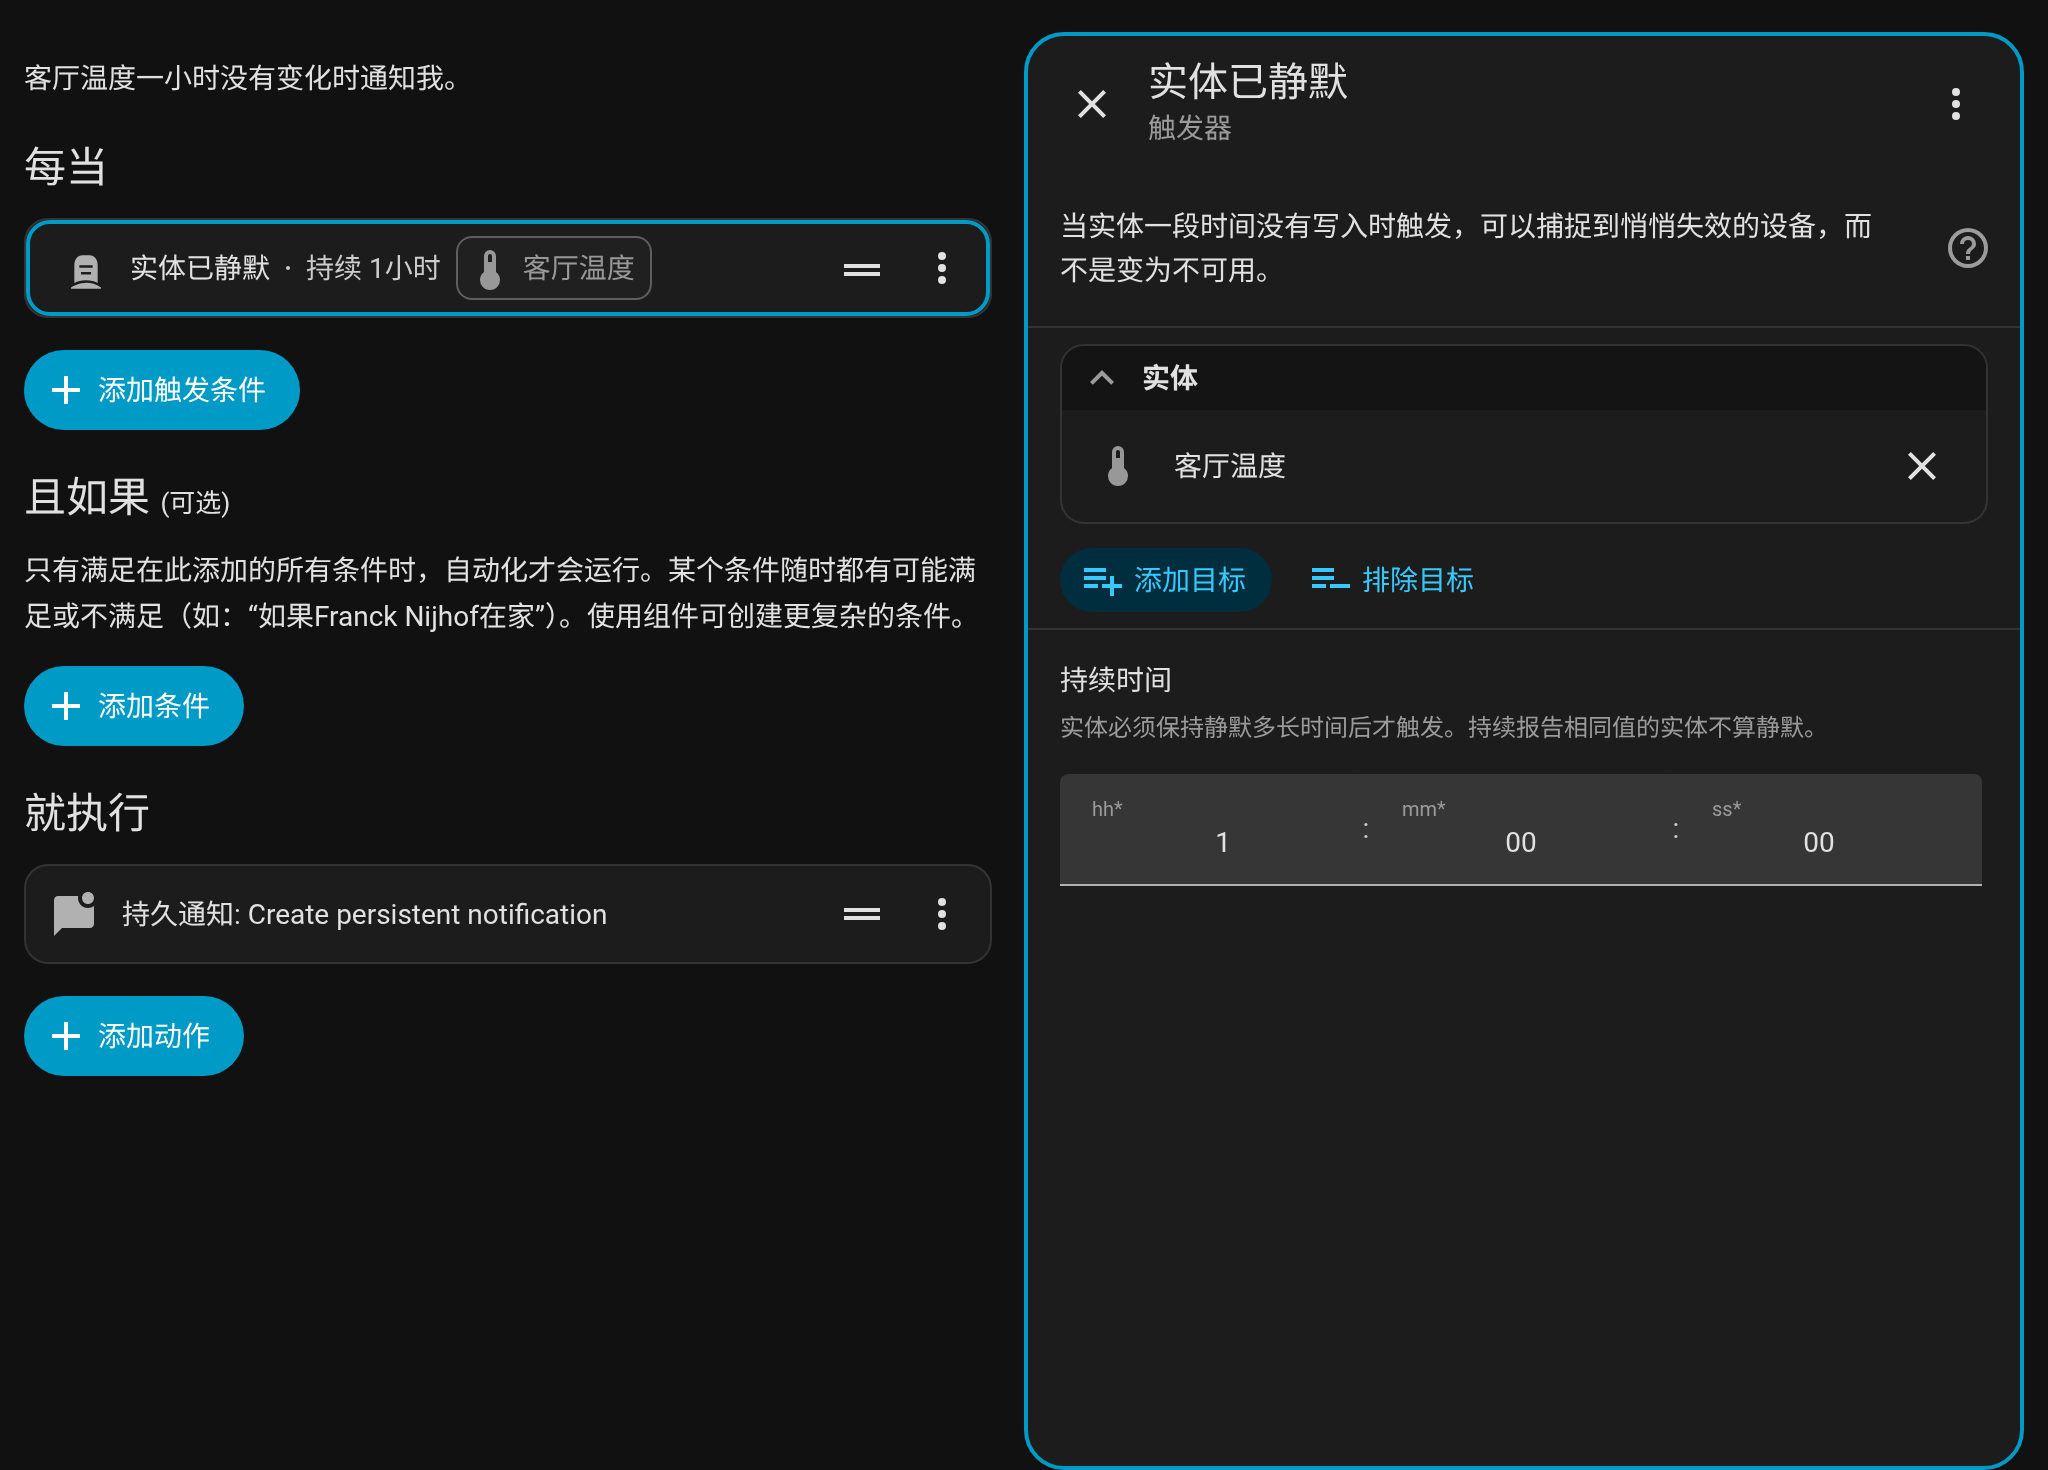 客厅温度一小时没有变化时通知我。
每当
实体已静默 · 持续 1小时 客厅温度
添加触发条件
且如果 (可选)
只有满足在此添加的所有条件时，自动化才会运行。某个条件随时都有可能满
足或不满足（如：“如果Franck Nijhof在家”）。使用组件可创建更复杂的条件。
添加条件
就执行
持久通知: Create persistent notification
添加动作
实体已静默
触发器
当实体一段时间没有写入时触发，可以捕捉到悄悄失效的设备，而
不是变为不可用。
实体
客厅温度
添加目标 排除目标
持续时间
实体必须保持静默多长时间后才触发。持续报告相同值的实体不算静默。
hh* mm* ss*
1 : 00 : 00